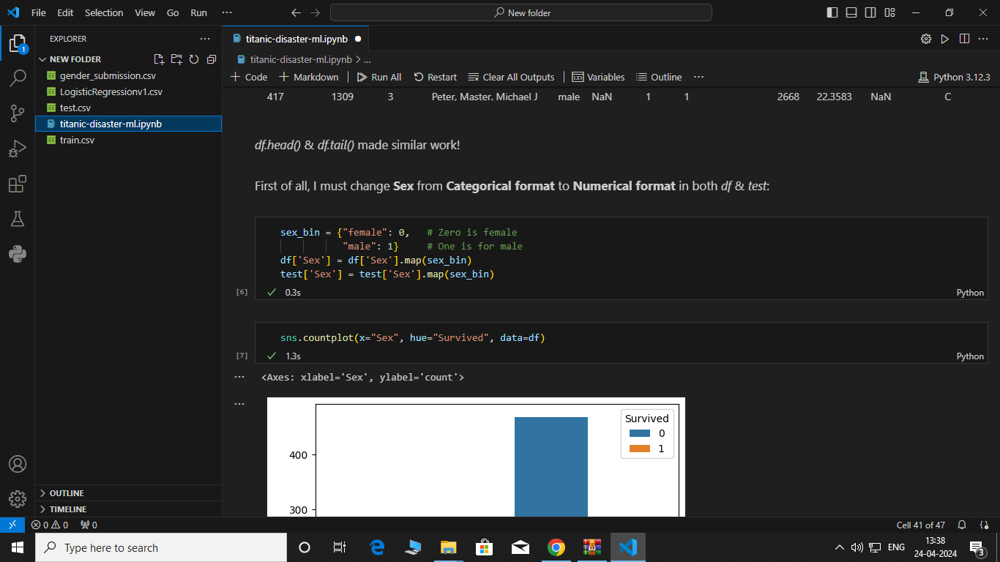 File Edit Selection View Go Run ··· New folder
EXPLORER ···
NEW FOLDER
gender_submission.csv
LogisticRegressionv1.csv
test.csv
titanic-disaster-ml.ipynb
train.csv
OUTLINE
TIMELINE
titanic-disaster-ml.ipynb
titanic-disaster-ml.ipynb > ...
+ Code + Markdown Run All Restart Clear All Outputs Variables Outline ··· Python 3.12.3
417 1309 3 Peter, Master. Michael J male NaN 1 1 2668 22.3583 NaN C
df.head() & df.tail() made similar work!
First of all, I must change Sex from Categorical format to Numerical format in both df & test:
sex_bin = {"female": 0,   # Zero is female
"male": 1}     # One is for male
df['Sex'] = df['Sex'].map(sex_bin)
test['Sex'] = test['Sex'].map(sex_bin)
[6] 0.3s Python
sns.countplot(x="Sex", hue="Survived", data=df)
[7] 1.3s Python
<Axes: xlabel='Sex', ylabel='count'>
Survived
0
1
400
300
0 0 0 Cell 41 of 47
Type here to search ENG 13:38
24-04-2024
1
3